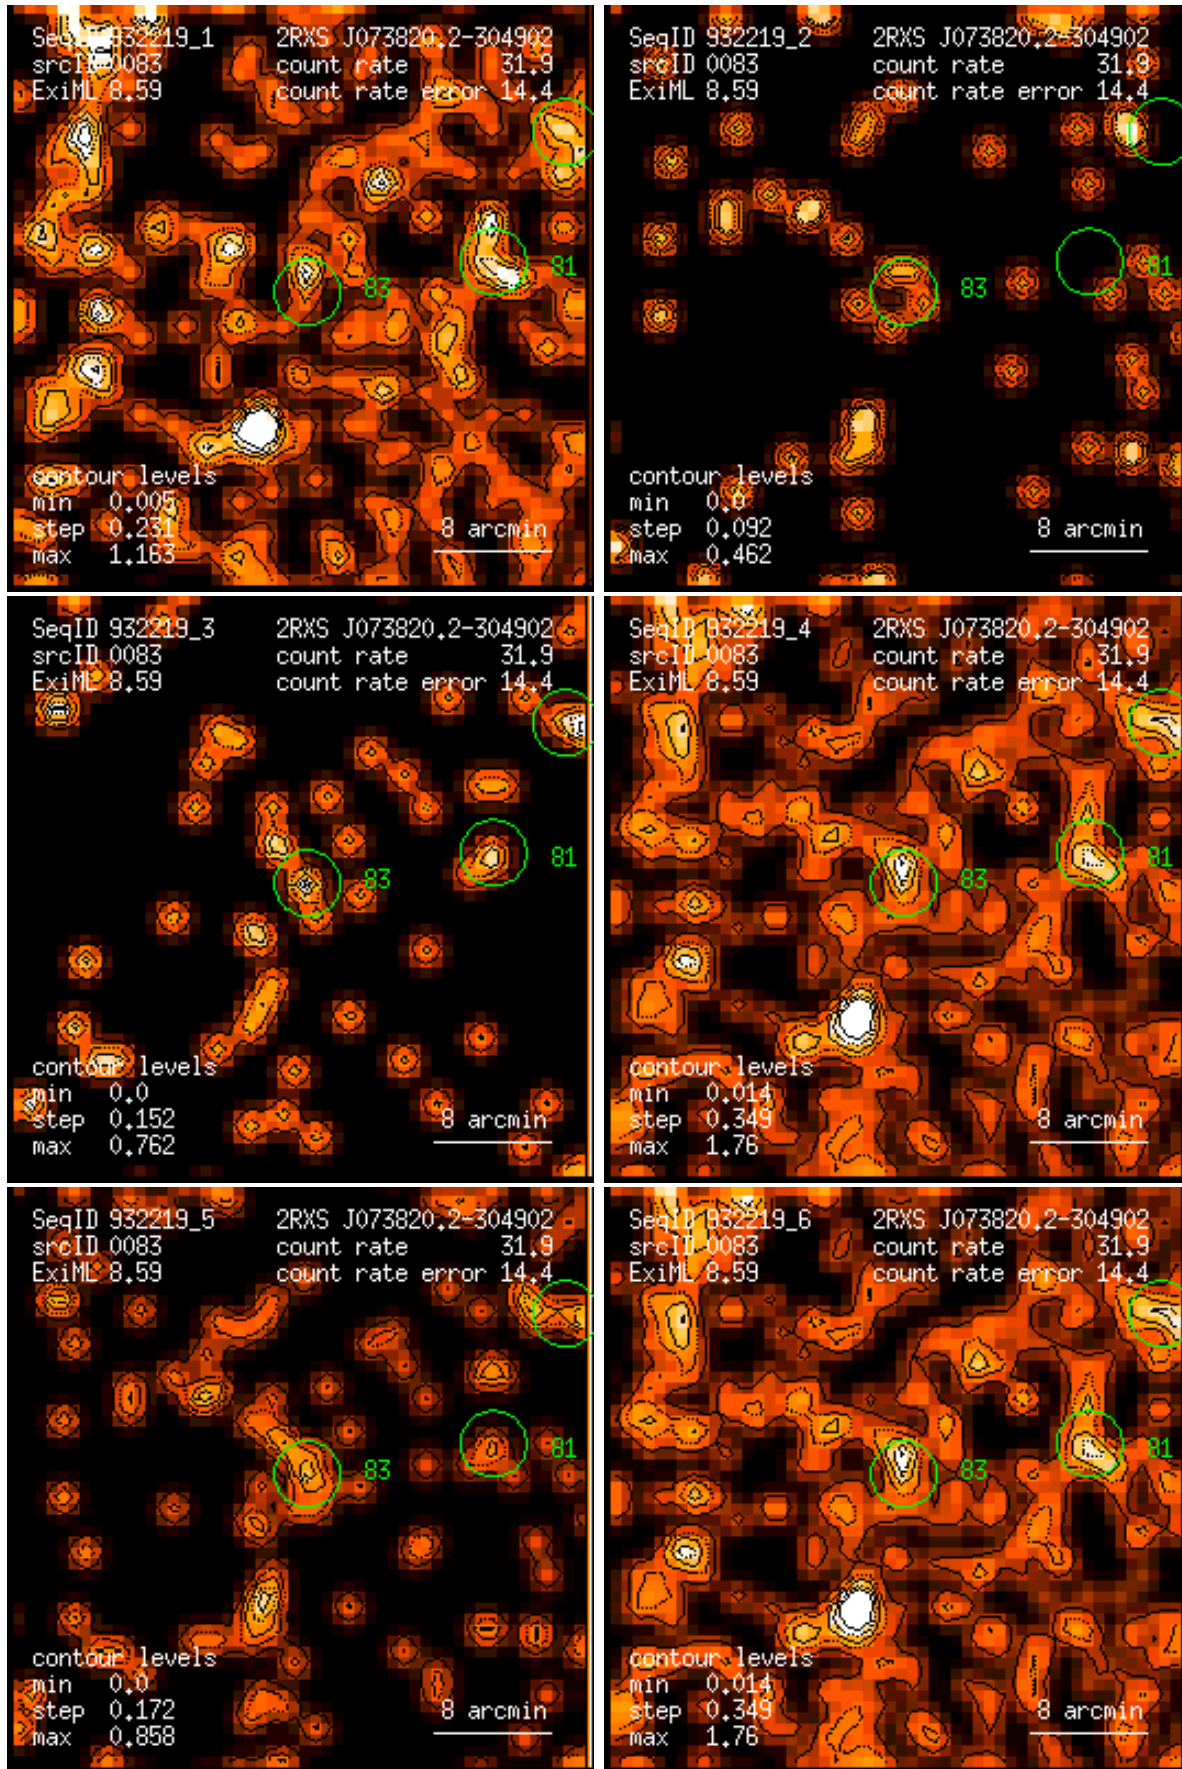 SeqID 932219_1 2RXS J073820.2-304902
srcID 0083 count rate 31.9
ExiML 8.59 count rate error 14.4
81
83
contour levels
min 0.005
step 0.231 8 arcmin
max 1.163
SeqID 932219_2 2RXS J073820.2-304902
srcID 0083 count rate 31.9
ExiML 8.59 count rate error 14.4
81
83
contour levels
min 0.0
step 0.092 8 arcmin
max 0.462
SeqID 932219_3 2RXS J073820.2-304902
srcID 0083 count rate 31.9
ExiML 8.59 count rate error 14.4
81
83
contour levels
min 0.0
step 0.152 8 arcmin
max 0.762
SeqID 932219_4 2RXS J073820.2-304902
srcID 0083 count rate 31.9
ExiML 8.59 count rate error 14.4
81
83
contour levels
min 0.014
step 0.349 8 arcmin
max 1.76
SeqID 932219_5 2RXS J073820.2-304902
srcID 0083 count rate 31.9
ExiML 8.59 count rate error 14.4
81
83
contour levels
min 0.0
step 0.172 8 arcmin
max 0.858
SeqID 932219_6 2RXS J073820.2-304902
srcID 0083 count rate 31.9
ExiML 8.59 count rate error 14.4
81
83
contour levels
min 0.014
step 0.349 8 arcmin
max 1.76